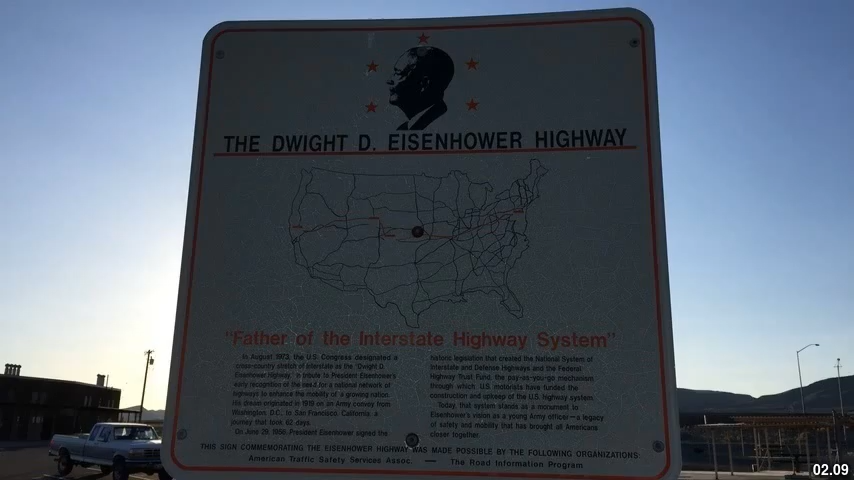 THE DWIGHT D. EISENHOWER HIGHWAY
"Father of the Interstate Highway System"
In August 1973, the U.S. Congress designated a
cross-country stretch of interstate as the "Dwight D.
Eisenhower Highway," in tribute to President Eisenhower's
early recognition of the need for a national network of
highways to enhance the mobility of a growing nation.
His dream originated in 1919 on an Army convoy from
Washington, D.C., to San Francisco, California, a
journey that took 62 days.
On June 29, 1956, President Eisenhower signed the
historic legislation that created the National System of
Interstate and Defense Highways and the Federal
Highway Trust Fund, the pay-as-you-go mechanism
through which U.S. motorists have funded the
construction and upkeep of the U.S. highway system.
Today, that system stands as a monument to
Eisenhower's vision as a young Army officer—a legacy
of safety and mobility that has brought all Americans
closer together.
THIS SIGN COMMEMORATING THE EISENHOWER HIGHWAY WAS MADE POSSIBLE BY THE FOLLOWING ORGANIZATIONS:
American Traffic Safety Services Assoc. — The Road Information Program
02.09